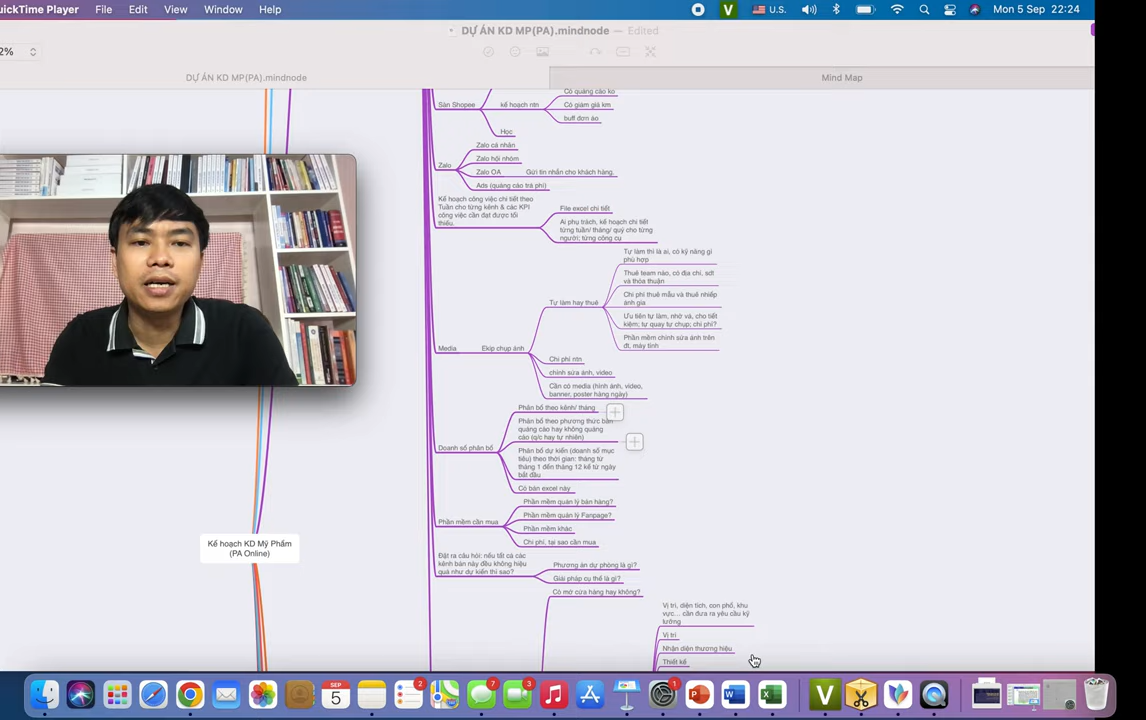 uickTime Player File Edit View Window Help
V U.S. Mon 5 Sep 22:24
DỰ ÁN KD MP(PA).mindnode — Edited
2%
DỰ ÁN KD MP(PA).mindnode
Mind Map
Có quảng cáo ko
Sàn Shopee
kế hoạch ntn
Có giảm giá km
buff đơn ảo
Học
Zalo cá nhân
Zalo hội nhóm
Zalo
Zalo OA
Gửi tin nhắn cho khách hàng.
Ads (quảng cáo trả phí)
Kế hoạch công việc chi tiết theo
Tuần cho từng kênh & các KPI
công việc cần đạt được tối
thiểu.
File excel chi tiết
Ai phụ trách, kế hoạch chi tiết
từng tuần/ tháng/ quý cho từng
người; từng công cụ
Tự làm thì là ai, có kỹ năng gì
phù hợp
Thuê team nào, có địa chỉ, sdt
và thỏa thuận
Tự làm hay thuê
Chi phí thuê mẫu và thuê nhiếp
ảnh gia
Ưu tiên tự làm, nhờ vả, cho tiết
kiệm; tự quay tự chụp; chi phí?
Phần mềm chỉnh sửa ảnh trên
đt, máy tính
Media
Ekip chụp ảnh
Chi phí ntn
chỉnh sửa ảnh, video
Cần có media (hình ảnh, video,
banner, poster hàng ngày)
Phân bổ theo kênh/ tháng
Phân bổ theo phương thức bán
quảng cáo hay không quảng
cáo (q/c hay tự nhiên)
Doanh số phân bổ
Phân bổ dự kiến (doanh số mục
tiêu) theo thời gian: tháng từ
tháng 1 đến tháng 12 kể từ ngày
bắt đầu
Có bản excel này
Phần mềm quản lý bán hàng?
Phần mềm cần mua
Phần mềm quản lý Fanpage?
Phần mềm khác
Chi phí, tại sao cần mua
Kế hoạch KD Mỹ Phẩm
(PA Online)
Đặt ra câu hỏi: nếu tất cả các
kênh bán này đều không hiệu
quả như dự kiến thì sao?
Phương án dự phòng là gì?
Giải pháp cụ thể là gì?
Có mở cửa hàng hay không?
Vị trí, diện tích, con phố, khu
vực... cần đưa ra yêu cầu kỹ
lưỡng
Vị trí
Nhận diện thương hiệu
Thiết kế
SEP
5
2
7
3
1